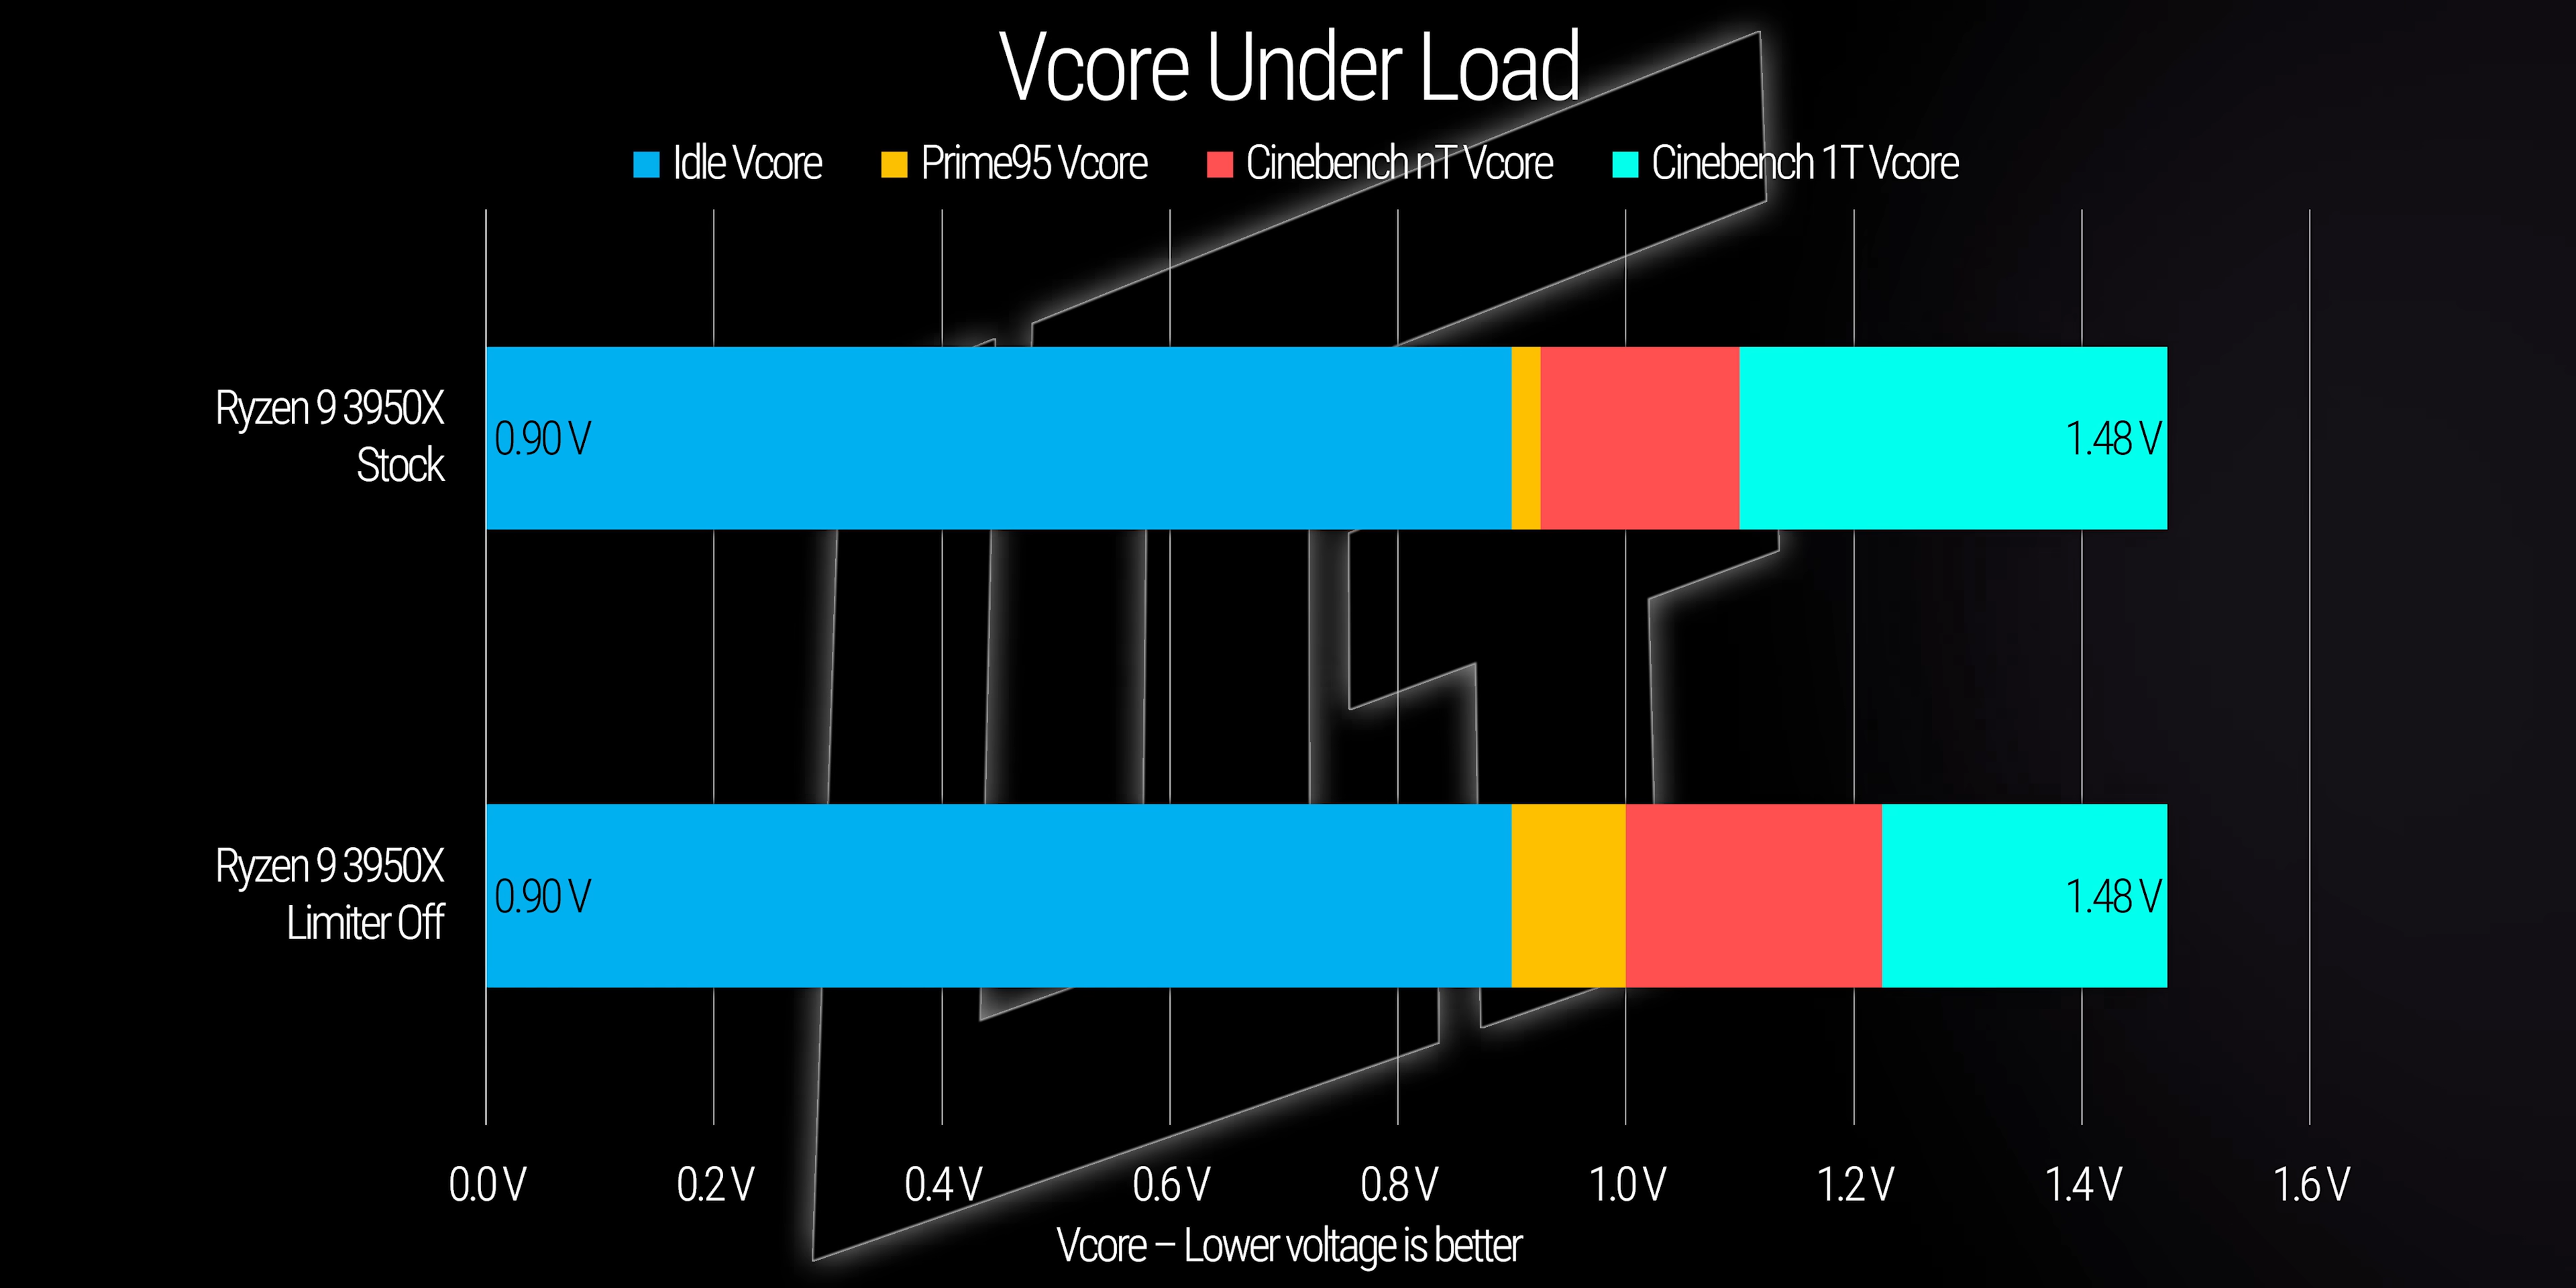 Vcore Under Load
Idle Vcore Prime95 Vcore Cinebench nT Vcore Cinebench 1T Vcore
Ryzen 9 3950X
Stock
0.90 V 1.48 V
Ryzen 9 3950X
Limiter Off
0.90 V 1.48 V
0.0 V 0.2 V 0.4 V 0.6 V 0.8 V 1.0 V 1.2 V 1.4 V 1.6 V
Vcore – Lower voltage is better